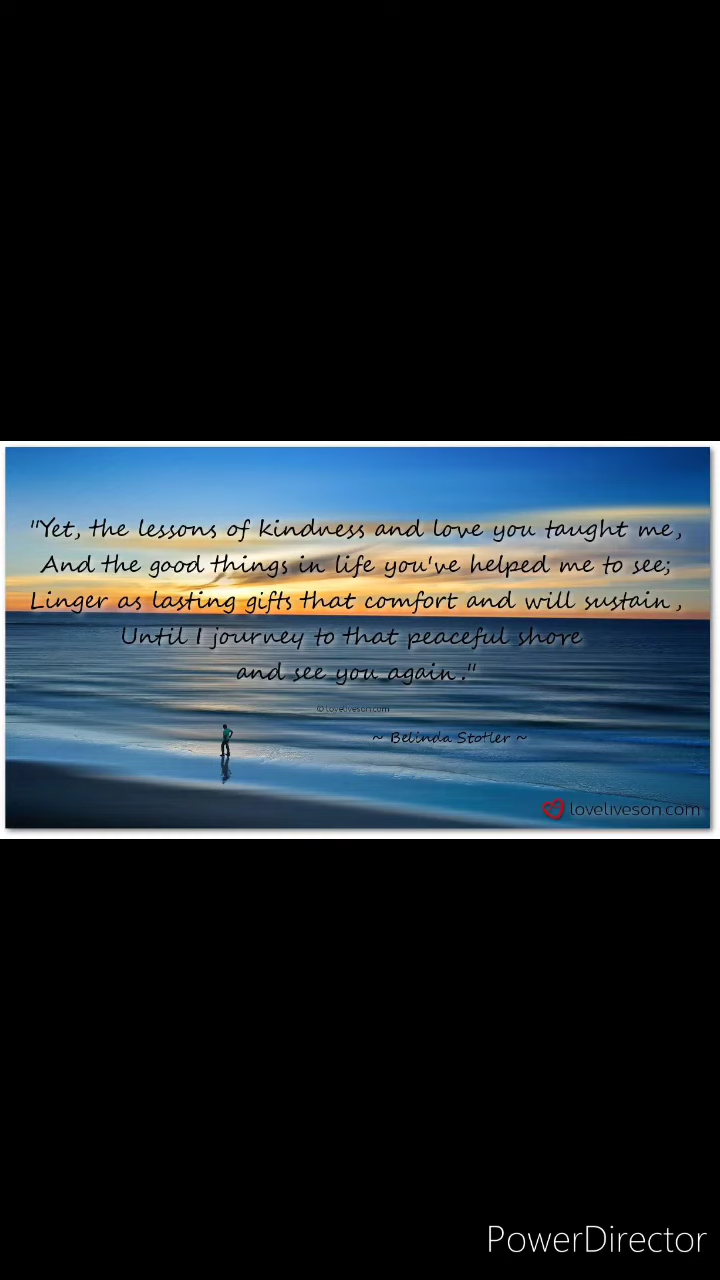 "Yet, the lessons of kindness and love you taught me,
And the good things in life you've helped me to see;
Linger as lasting gifts that comfort and will sustain,
Until I journey to that peaceful shore
and see you again."
© loveliveson.com
~ Belinda Stotler ~
loveliveson.com
PowerDirector